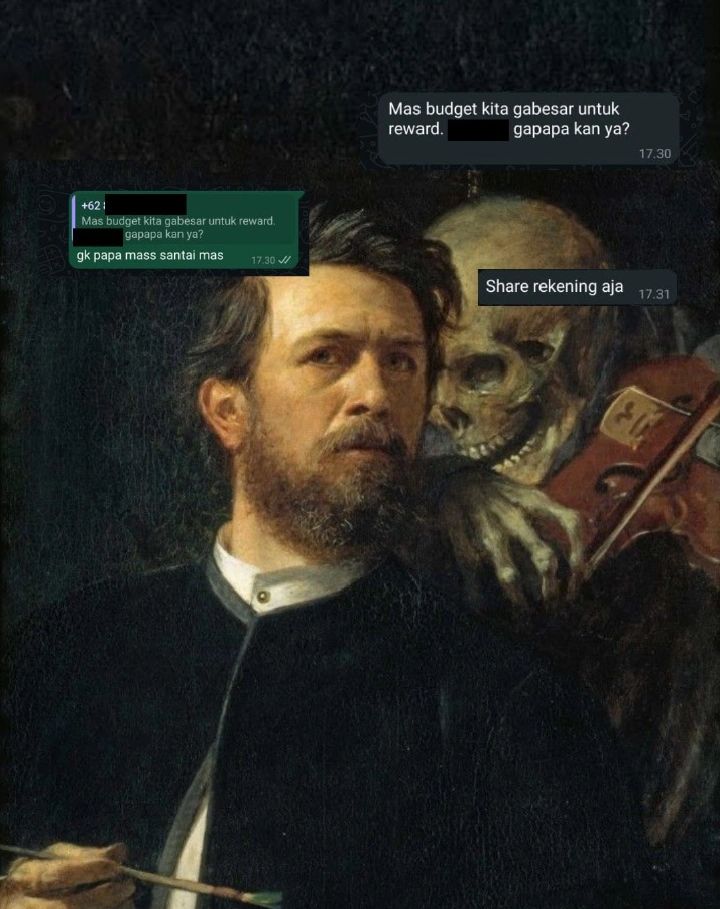 Mas budget kita gabesar untuk
reward. gapapa kan ya?
17.30
+62
Mas budget kita gabesar untuk reward.
gapapa kan ya?
gk papa mass santai mas
17.30
Share rekening aja
17.31